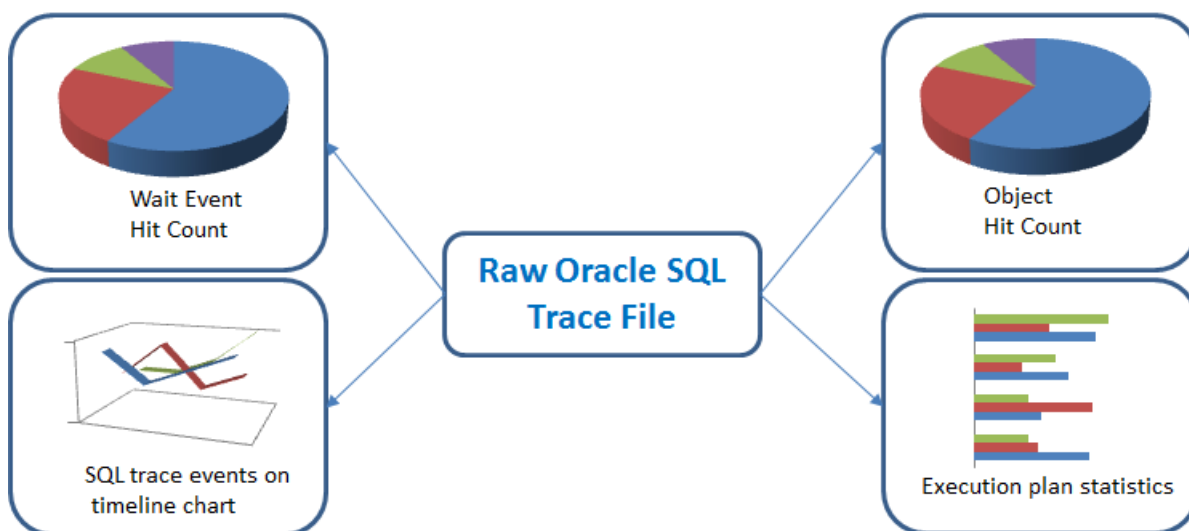 Wait Event
Hit Count
Object
Hit Count
Raw Oracle SQL
Trace File
SQL trace events on
timeline chart
Execution plan statistics